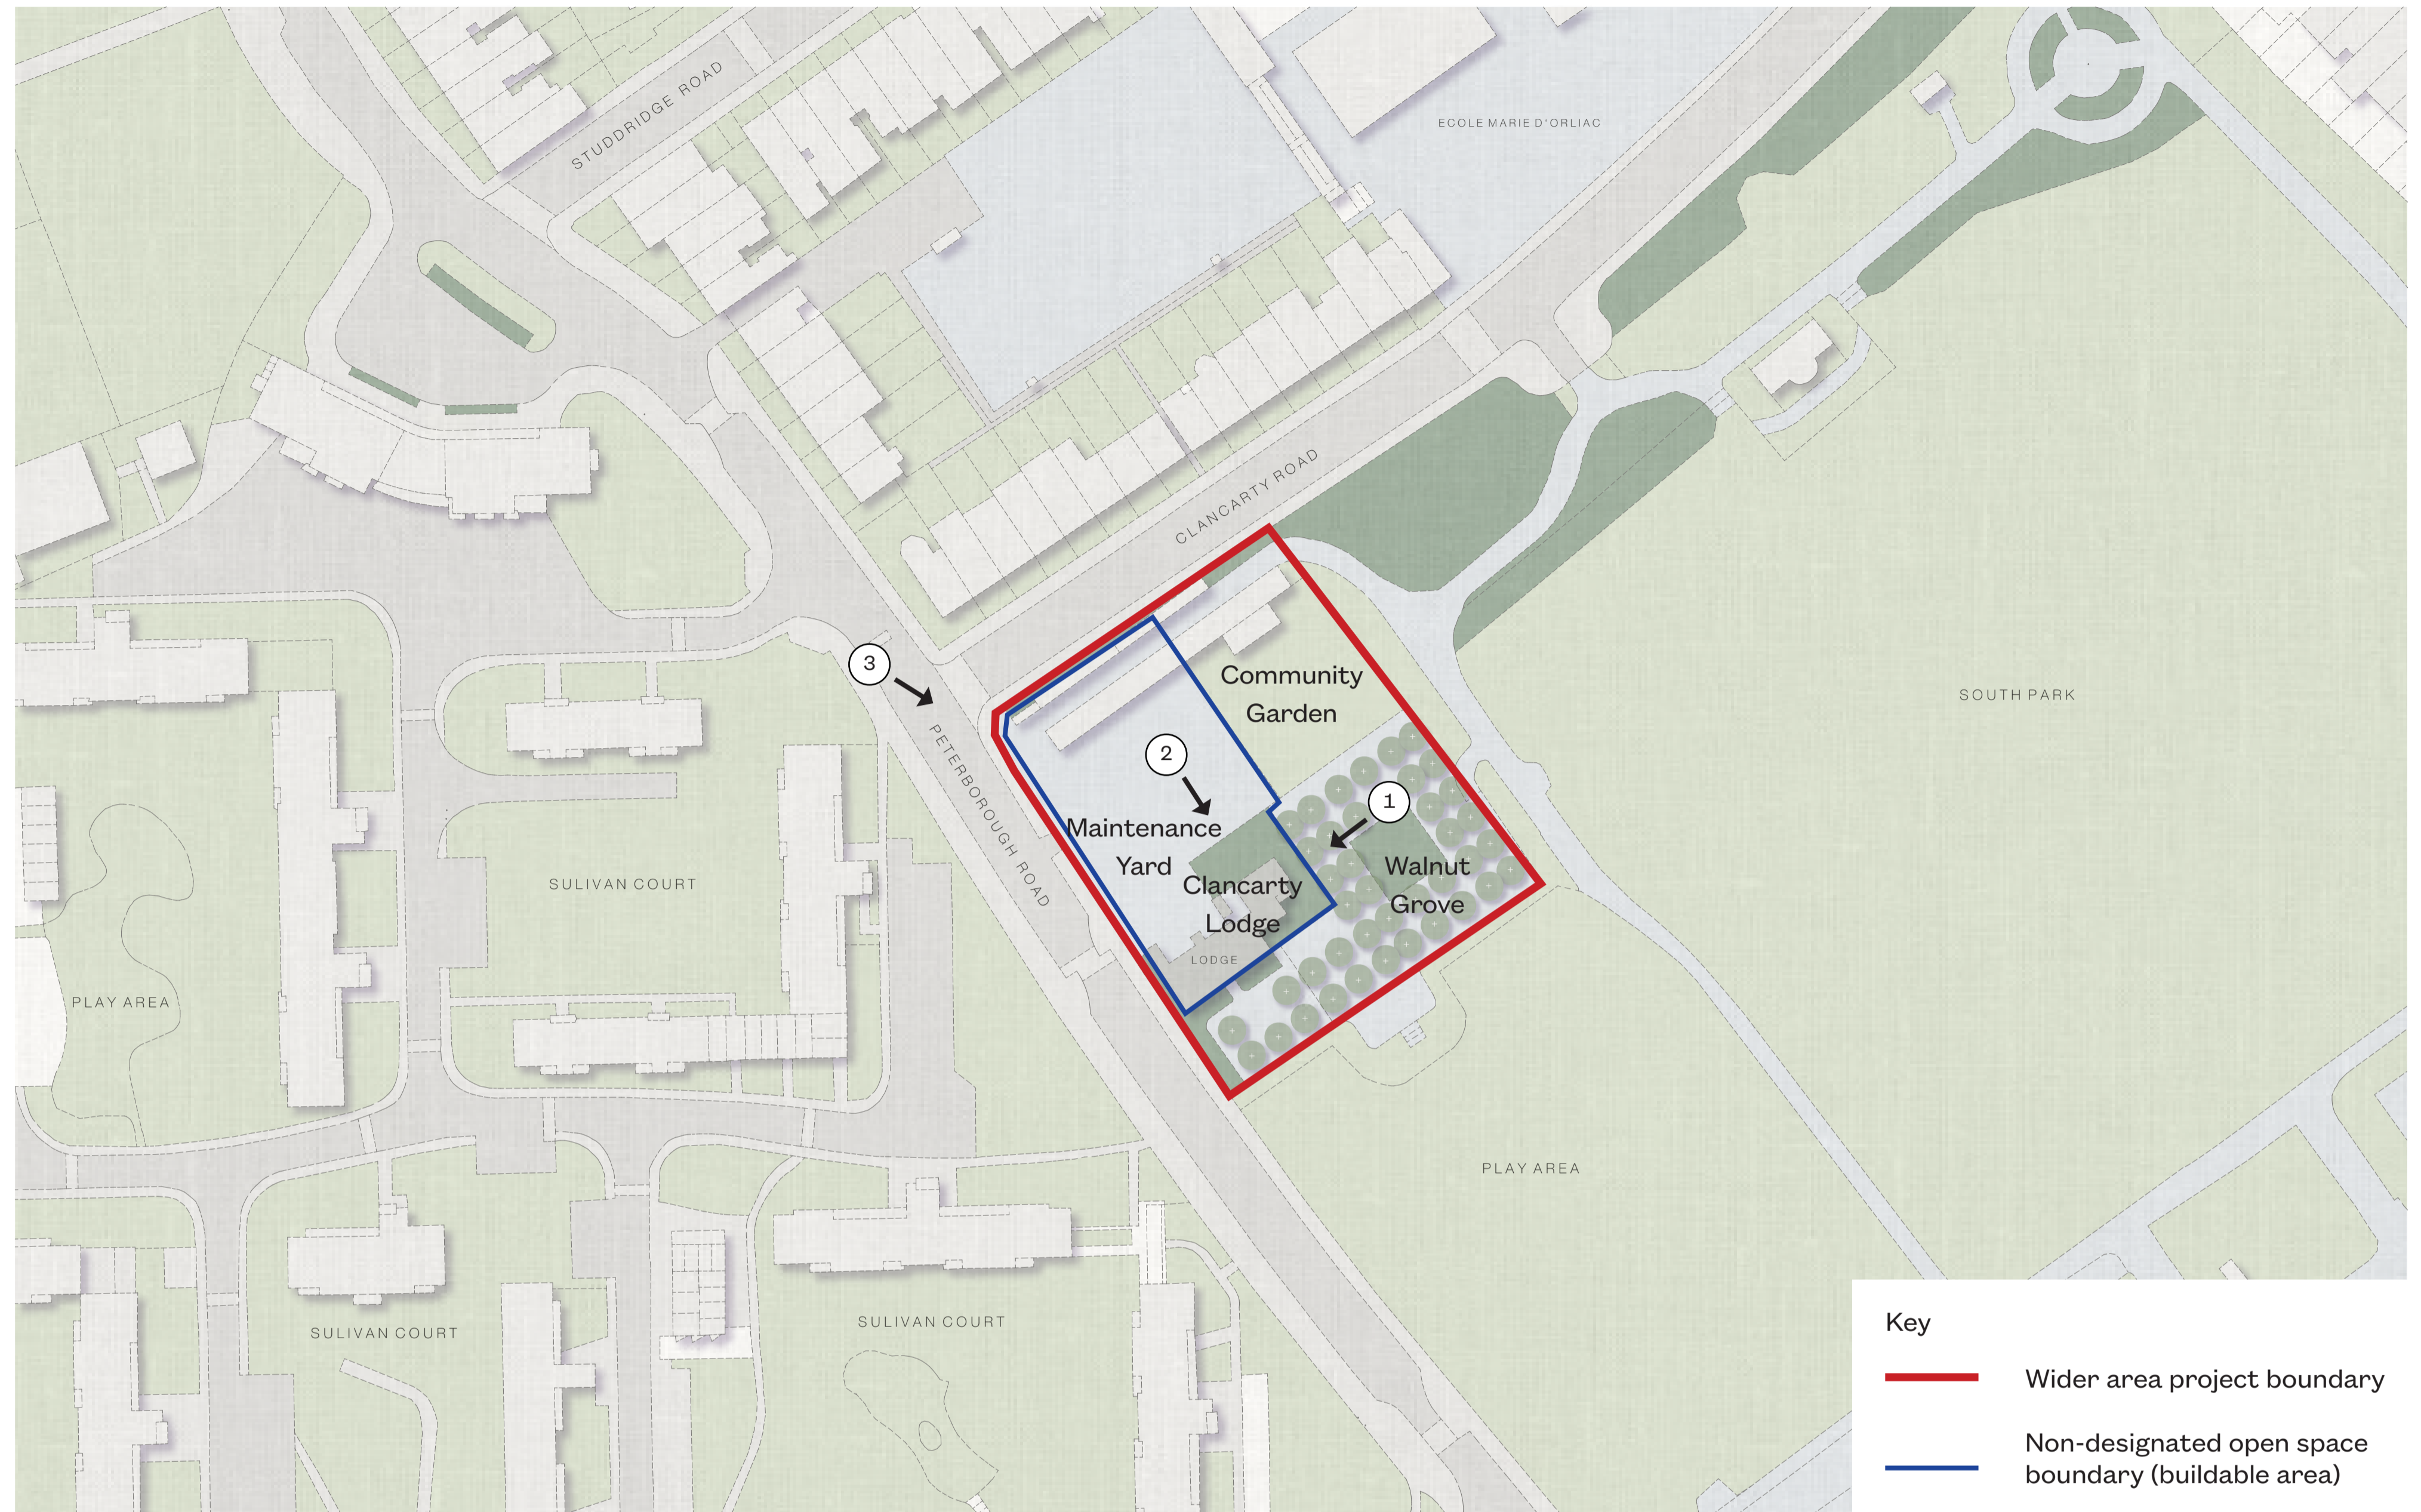 STUDDRIDGE ROAD
ECOLE MARIE D'ORLIAC
CLANCARTY ROAD
3
PETERBOROUGH ROAD
Community
Garden
SOUTH PARK
2
1
Maintenance
Yard
Clancarty
Lodge
Walnut
Grove
LODGE
SULIVAN COURT
PLAY AREA
PLAY AREA
SULIVAN COURT
SULIVAN COURT
Key
Wider area project boundary
Non-designated open space
boundary (buildable area)